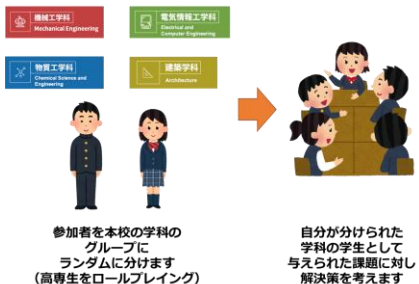 機械工学科
Mechanical Engineering
電気情報工学科
Electrical and
Computer Engineering
物質工学科
Chemical Science and
Engineering
建築学科
Architecture
参加者を本校の学科の
グループに
ランダムに分けます
（高専生をロールプレイング）
自分が分けられた
学科の学生として
与えられた課題に対し
解決策を考えます